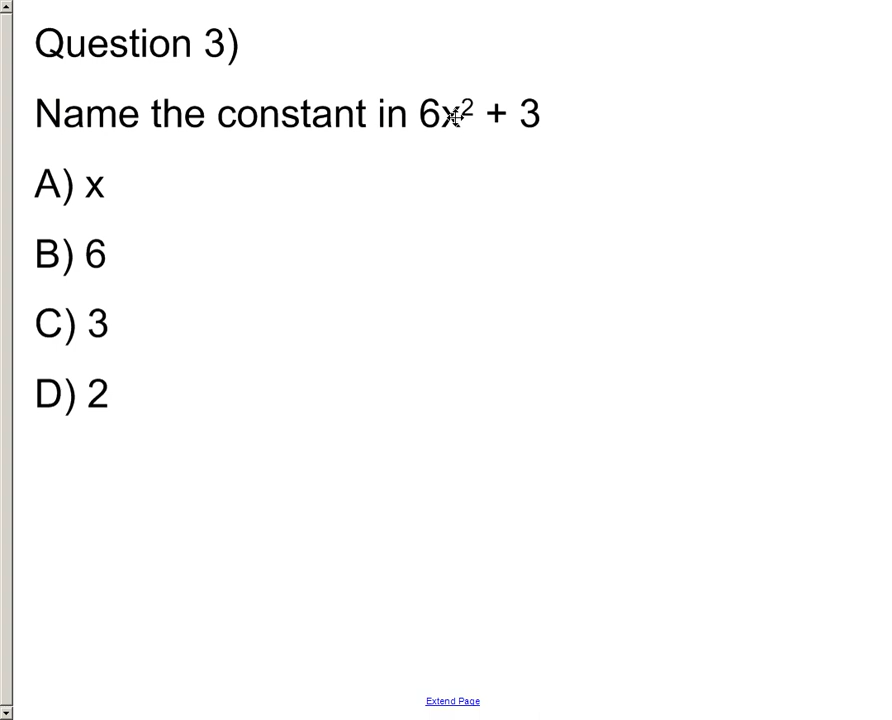 Question 3)
Name the constant in 6x² + 3
A) x
B) 6
C) 3
D) 2
Extend Page